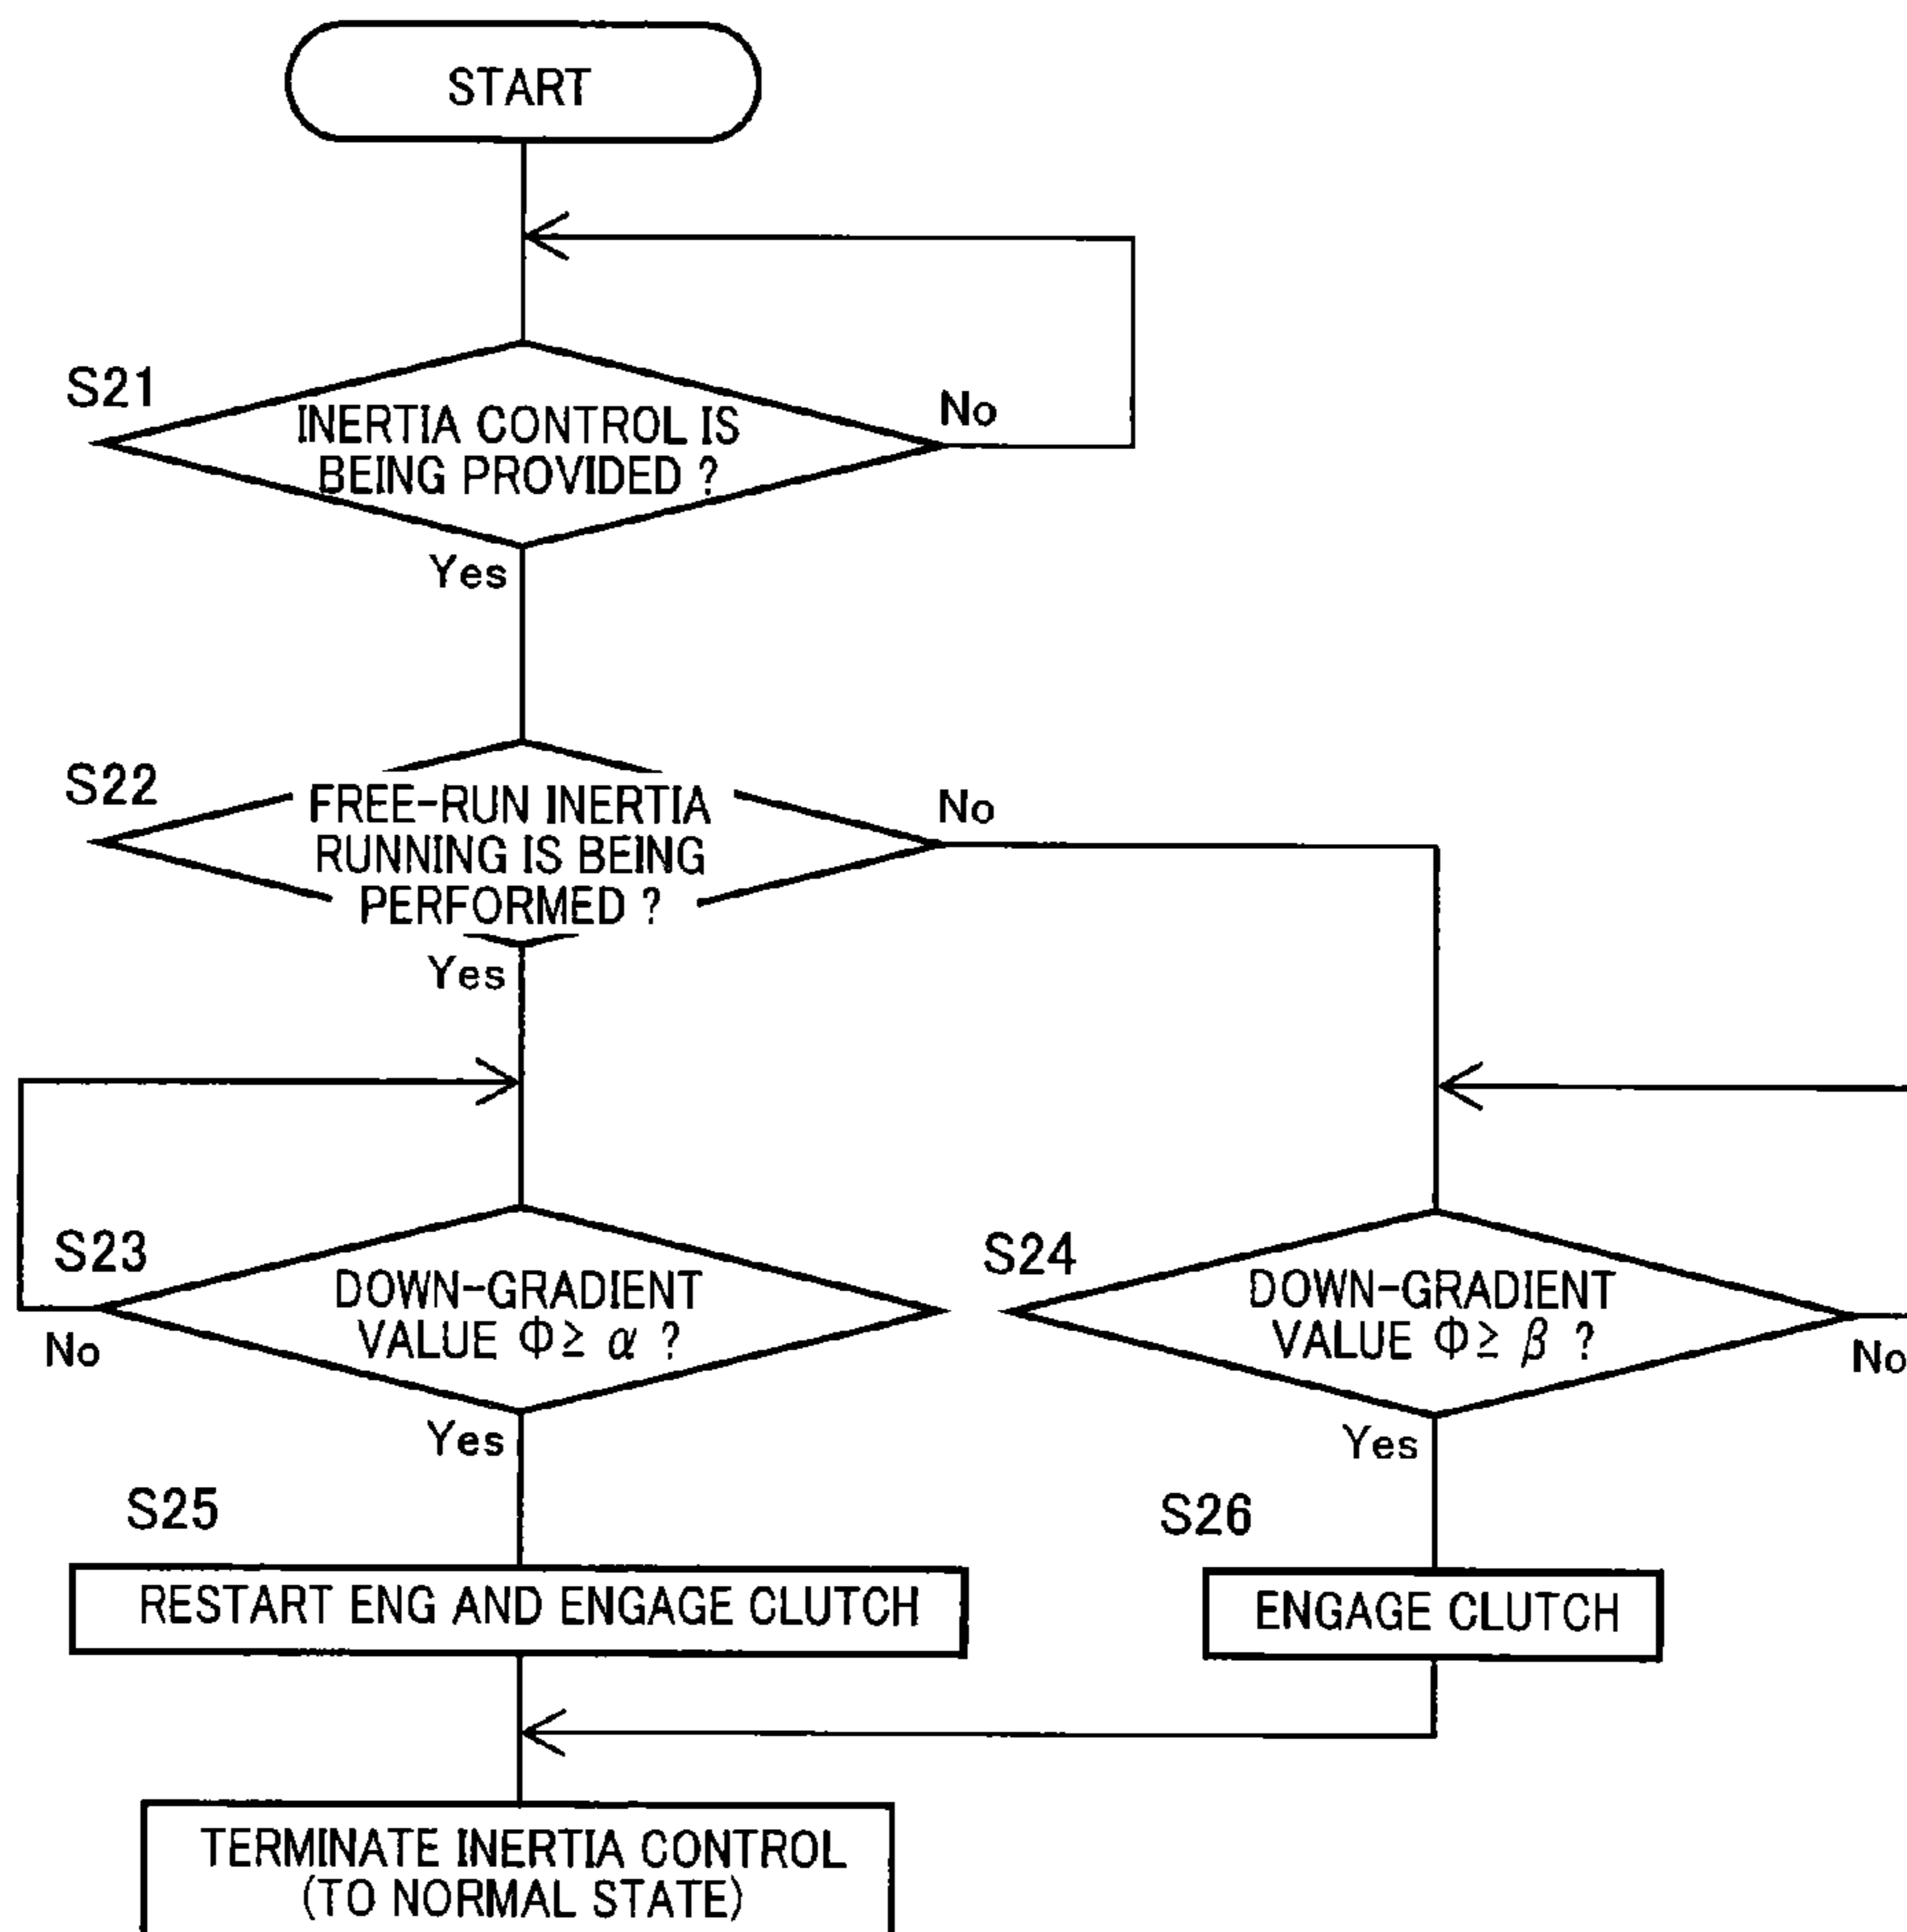 START
S21
INERTIA CONTROL IS
BEING PROVIDED ?
No
Yes
S22
FREE-RUN INERTIA
RUNNING IS BEING
PERFORMED ?
No
Yes
S23
DOWN-GRADIENT
VALUE Φ≥ α ?
No
Yes
S24
DOWN-GRADIENT
VALUE Φ≥ β ?
No
Yes
S25
RESTART ENG AND ENGAGE CLUTCH
S26
ENGAGE CLUTCH
TERMINATE INERTIA CONTROL
(TO NORMAL STATE)